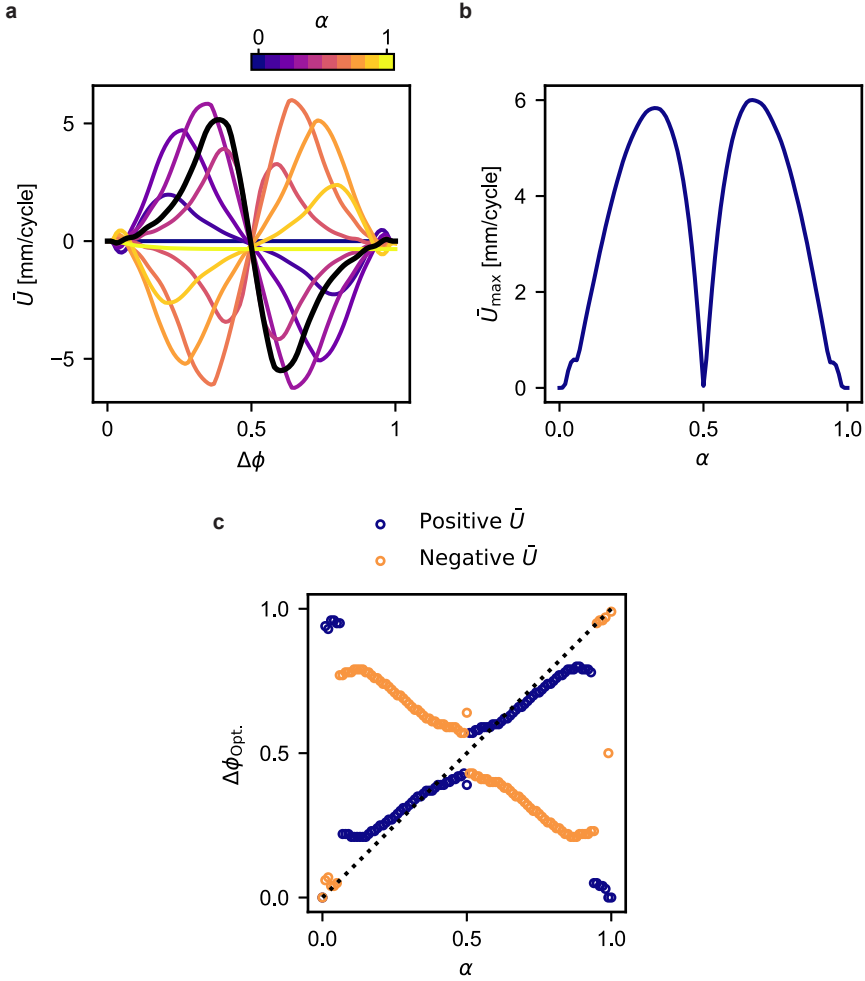 a
α
0 1
5
0
−5
Ū [mm/cycle]
0 0.5 1
Δϕ
b
6
4
2
0
Ū_max [mm/cycle]
0.0 0.5 1.0
α
c
Positive Ū
Negative Ū
1.0
0.5
0.0
Δϕ_Opt.
0.0 0.5 1.0
α